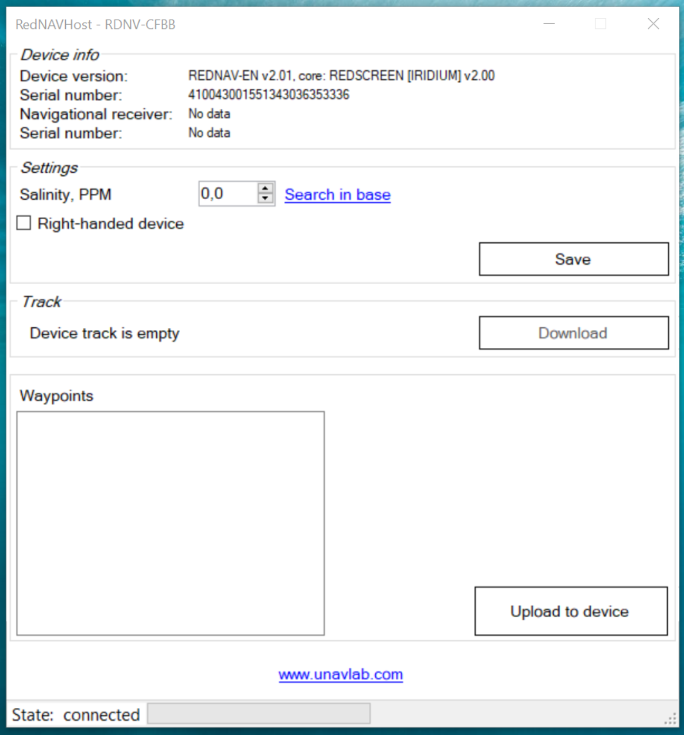 RedNAVHost - RDNV-CFBB
Device info
Device version: REDNAV-EN v2.01, core: REDSCREEN [IRIDIUM] v2.00
Serial number: 410043001551343036353336
Navigational receiver: No data
Serial number: No data
Settings
Salinity, PPM 0,0 Search in base
Right-handed device
Save
Track
Device track is empty Download
Waypoints
Upload to device
www.unavlab.com
State: connected